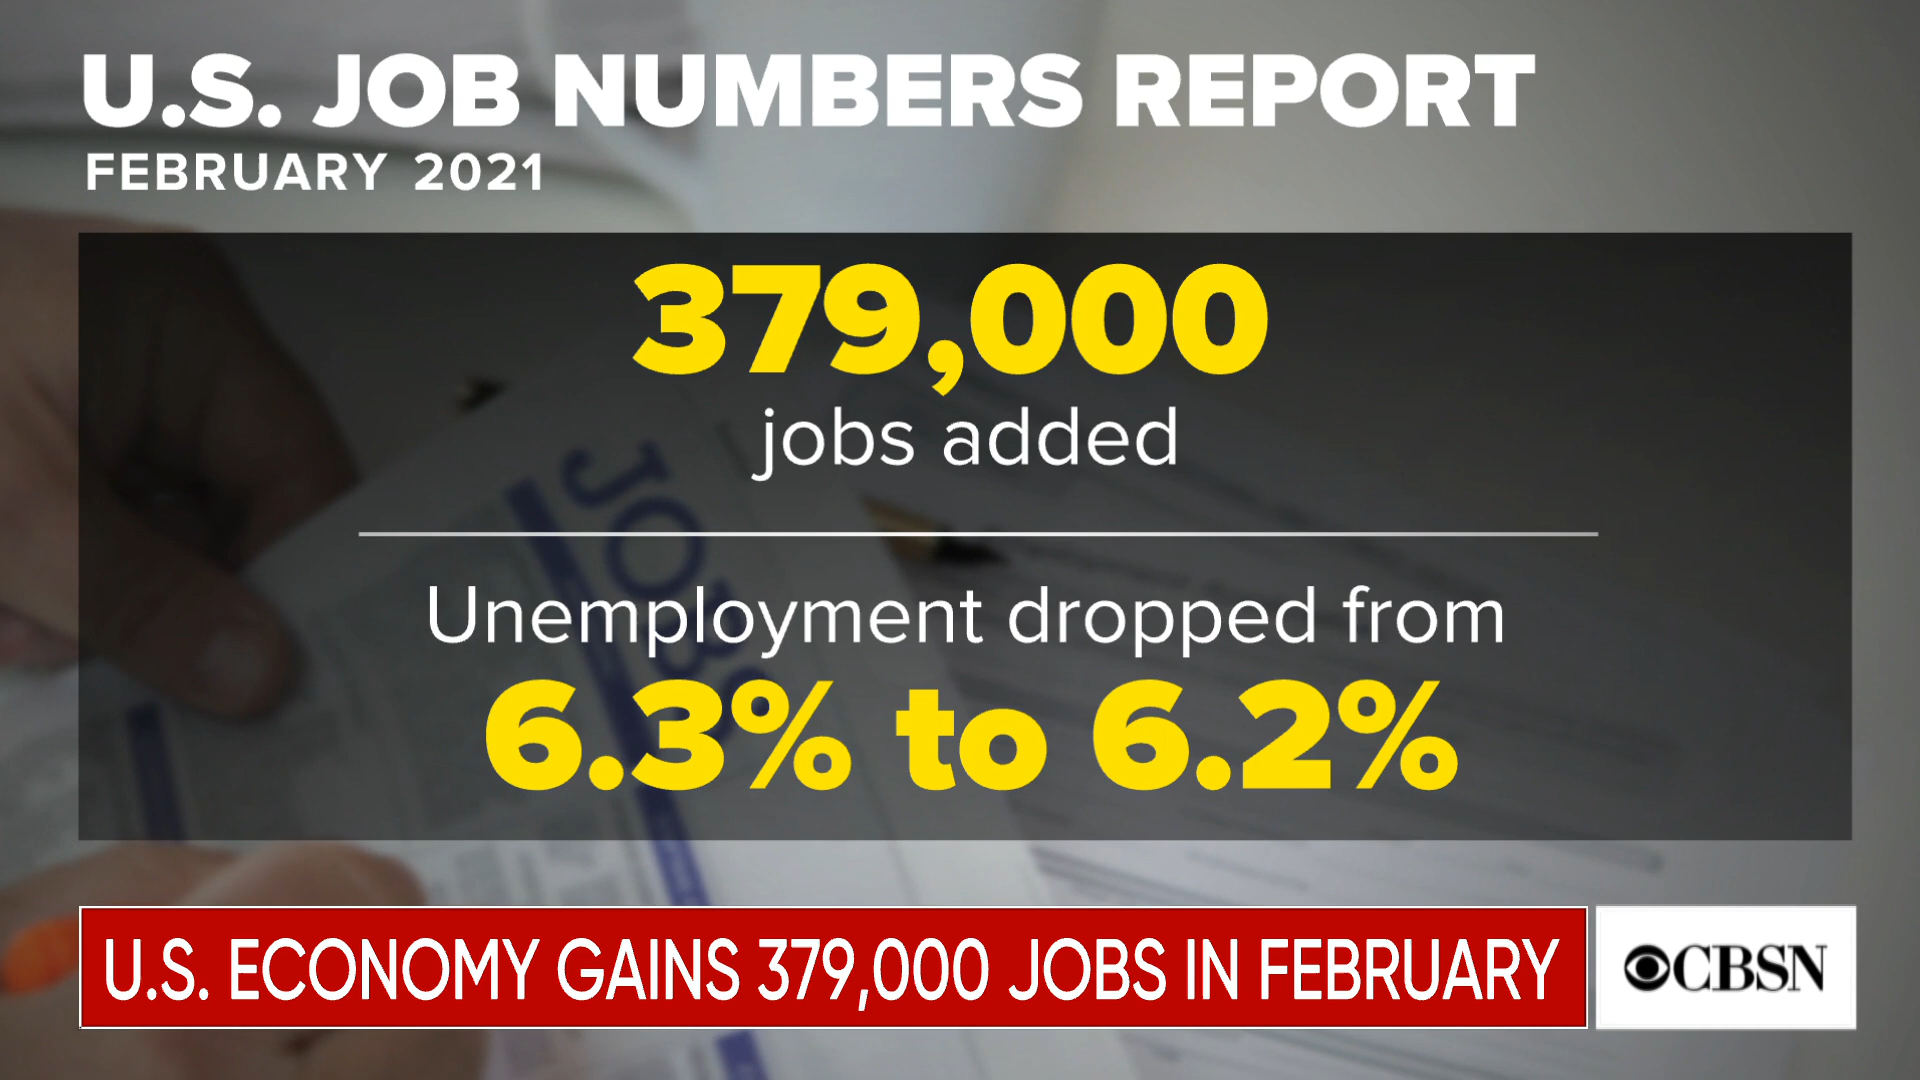 U.S. JOB NUMBERS REPORT
FEBRUARY 2021
379,000
jobs added
Unemployment dropped from
6.3% to 6.2%
JOBS
U.S. ECONOMY GAINS 379,000 JOBS IN FEBRUARY
CBSN